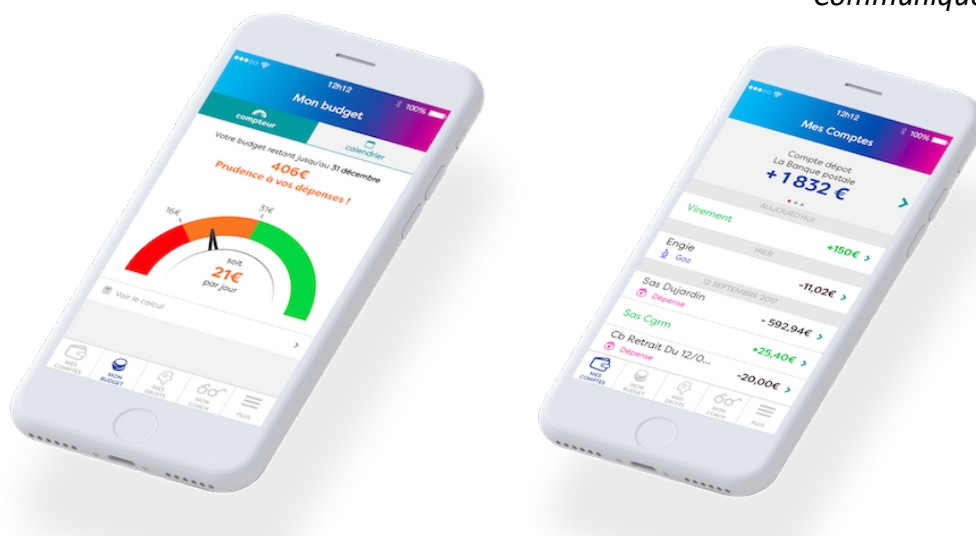 Communiqué
12h12
100%
Mon budget
compteur
calendrier
Votre budget restant jusqu'au 31 décembre
406€
Prudence à vos dépenses !
16€
31€
soit
21€
par jour
Voir le calcul
MES COMPTES
MON BUDGET
MES DROITS
MON COACH
PLUS
12h12
100%
Mes Comptes
Compte dépôt
La Banque postale
+ 1 832 €
AUJOURD'HUI
Virement
+150€
HIER
Engie
Gaz
-11,02€
12 SEPTEMBRE 2017
Sas Dujardin
Dépense
- 592,94€
Sas Cgrm
+25,40€
Cb Retrait Du 12/0...
Dépense
-20,00€
MES COMPTES
MON BUDGET
MES DROITS
MON COACH
PLUS